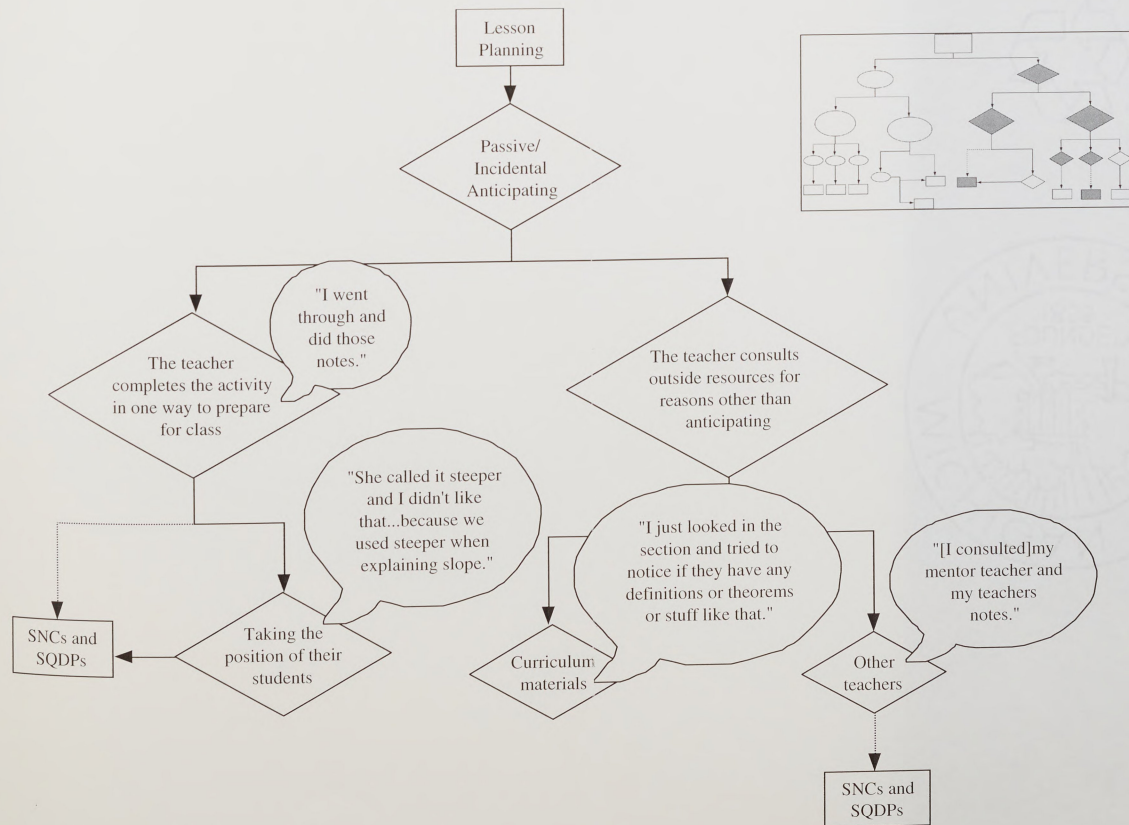 Lesson
Planning
Passive/
Incidental
Anticipating
"I went
through and
did those
notes."
The teacher
completes the activity
in one way to prepare
for class
The teacher consults
outside resources for
reasons other than
anticipating
"She called it steeper
and I didn't like
that...because we
used steeper when
explaining slope."
"I just looked in the
section and tried to
notice if they have any
definitions or theorems
or stuff like that."
"[I consulted]my
mentor teacher and
my teachers
notes."
SNCs and
SQDPs
Taking the
position of their
students
Curriculum
materials
Other
teachers
SNCs and
SQDPs